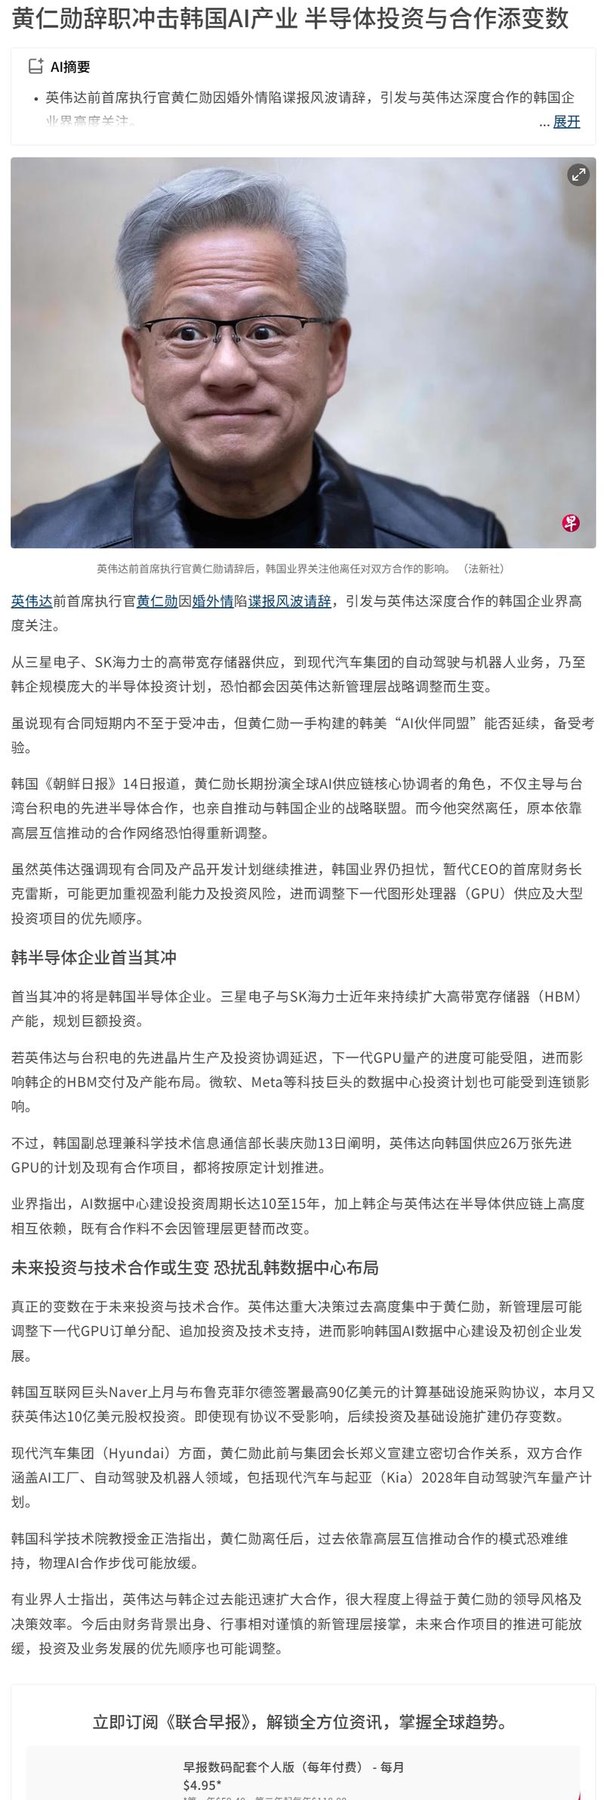 黄仁勋辞职冲击韩国AI产业 半导体投资与合作添变数
AI摘要
• 英伟达前首席执行官黄仁勋因婚外情陷谍报风波请辞，引发与英伟达深度合作的韩国企
业界高度关注。
... 展开
早
英伟达前首席执行官黄仁勋请辞后，韩国业界关注他离任对双方合作的影响。（法新社）
英伟达前首席执行官黄仁勋因婚外情陷谍报风波请辞，引发与英伟达深度合作的韩国企业界高
度关注。
从三星电子、SK海力士的高带宽存储器供应，到现代汽车集团的自动驾驶与机器人业务，乃至
韩企规模庞大的半导体投资计划，恐怕都会因英伟达新管理层战略调整而生变。
虽说现有合同短期内不至于受冲击，但黄仁勋一手构建的韩美“AI伙伴同盟”能否延续，备受考
验。
韩国《朝鲜日报》14日报道，黄仁勋长期扮演全球AI供应链核心协调者的角色，不仅主导与台
湾台积电的先进半导体合作，也亲自推动与韩国企业的战略联盟。而今他突然离任，原本依靠
高层互信推动的合作网络恐怕得重新调整。
虽然英伟达强调现有合同及产品开发计划继续推进，韩国业界仍担忧，暂代CEO的首席财务长
克雷斯，可能更加重视盈利能力及投资风险，进而调整下一代图形处理器（GPU）供应及大型
投资项目的优先顺序。
韩半导体企业首当其冲
首当其冲的将是韩国半导体企业。三星电子与SK海力士近年来持续扩大高带宽存储器（HBM）
产能，规划巨额投资。
若英伟达与台积电的先进晶片生产及投资协调延迟，下一代GPU量产的进度可能受阻，进而影
响韩企的HBM交付及产能布局。微软、Meta等科技巨头的数据中心投资计划也可能受到连锁影
响。
不过，韩国副总理兼科学技术信息通信部长裴庆勋13日阐明，英伟达向韩国供应26万张先进
GPU的计划及现有合作项目，都将按原定计划推进。
业界指出，AI数据中心建设投资周期长达10至15年，加上韩企与英伟达在半导体供应链上高度
相互依赖，既有合作料不会因管理层更替而改变。
未来投资与技术合作或生变 恐扰乱韩数据中心布局
真正的变数在于未来投资与技术合作。英伟达重大决策过去高度集中于黄仁勋，新管理层可能
调整下一代GPU订单分配、追加投资及技术支持，进而影响韩国AI数据中心建设及初创企业发
展。
韩国互联网巨头Naver上月与布鲁克菲尔德签署最高90亿美元的计算基础设施采购协议，本月又
获英伟达10亿美元股权投资。即使现有协议不受影响，后续投资及基础设施扩建仍存变数。
现代汽车集团（Hyundai）方面，黄仁勋此前与集团会长郑义宣建立密切合作关系，双方合作
涵盖AI工厂、自动驾驶及机器人领域，包括现代汽车与起亚（Kia）2028年自动驾驶汽车量产计
划。
韩国科学技术院教授金正浩指出，黄仁勋离任后，过去依靠高层互信推动合作的模式恐难维
持，物理AI合作步伐可能放缓。
有业界人士指出，英伟达与韩企过去能迅速扩大合作，很大程度上得益于黄仁勋的领导风格及
决策效率。今后由财务背景出身、行事相对谨慎的新管理层接掌，未来合作项目的推进可能放
缓，投资及业务发展的优先顺序也可能调整。
立即订阅《联合早报》，解锁全方位资讯，掌握全球趋势。
早报数码配套个人版（每年付费） - 每月
$4.95*